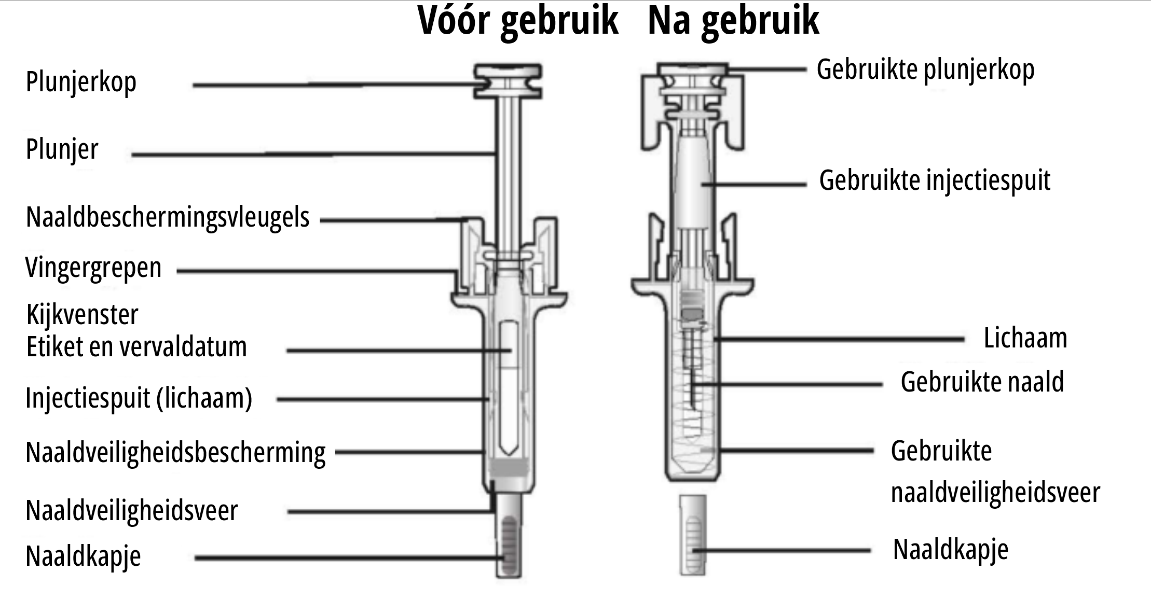 Vóór gebruik
Na gebruik
Plunjerkop
Plunjer
Naaldbeschermingsvleugels
Vingergrepen
Kijkvenster
Etiket en vervaldatum
Injectiespuit (lichaam)
Naaldveiligheidsbescherming
Naaldveiligheidsveer
Naaldkapje
Gebruikte plunjerkop
Gebruikte injectiespuit
Lichaam
Gebruikte naald
Gebruikte
naaldveiligheidsveer
Naaldkapje